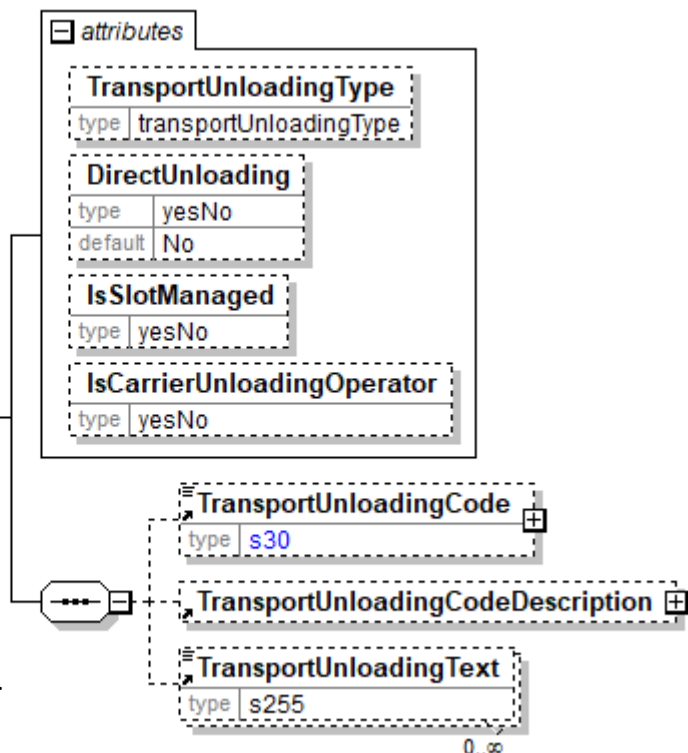 attributes
TransportUnloadingType
type transportUnloadingType
DirectUnloading
type yesNo
default No
IsSlotManaged
type yesNo
IsCarrierUnloadingOperator
type yesNo
TransportUnloadingCode
type s30
TransportUnloadingCodeDescription
TransportUnloadingText
type s255
0..∞